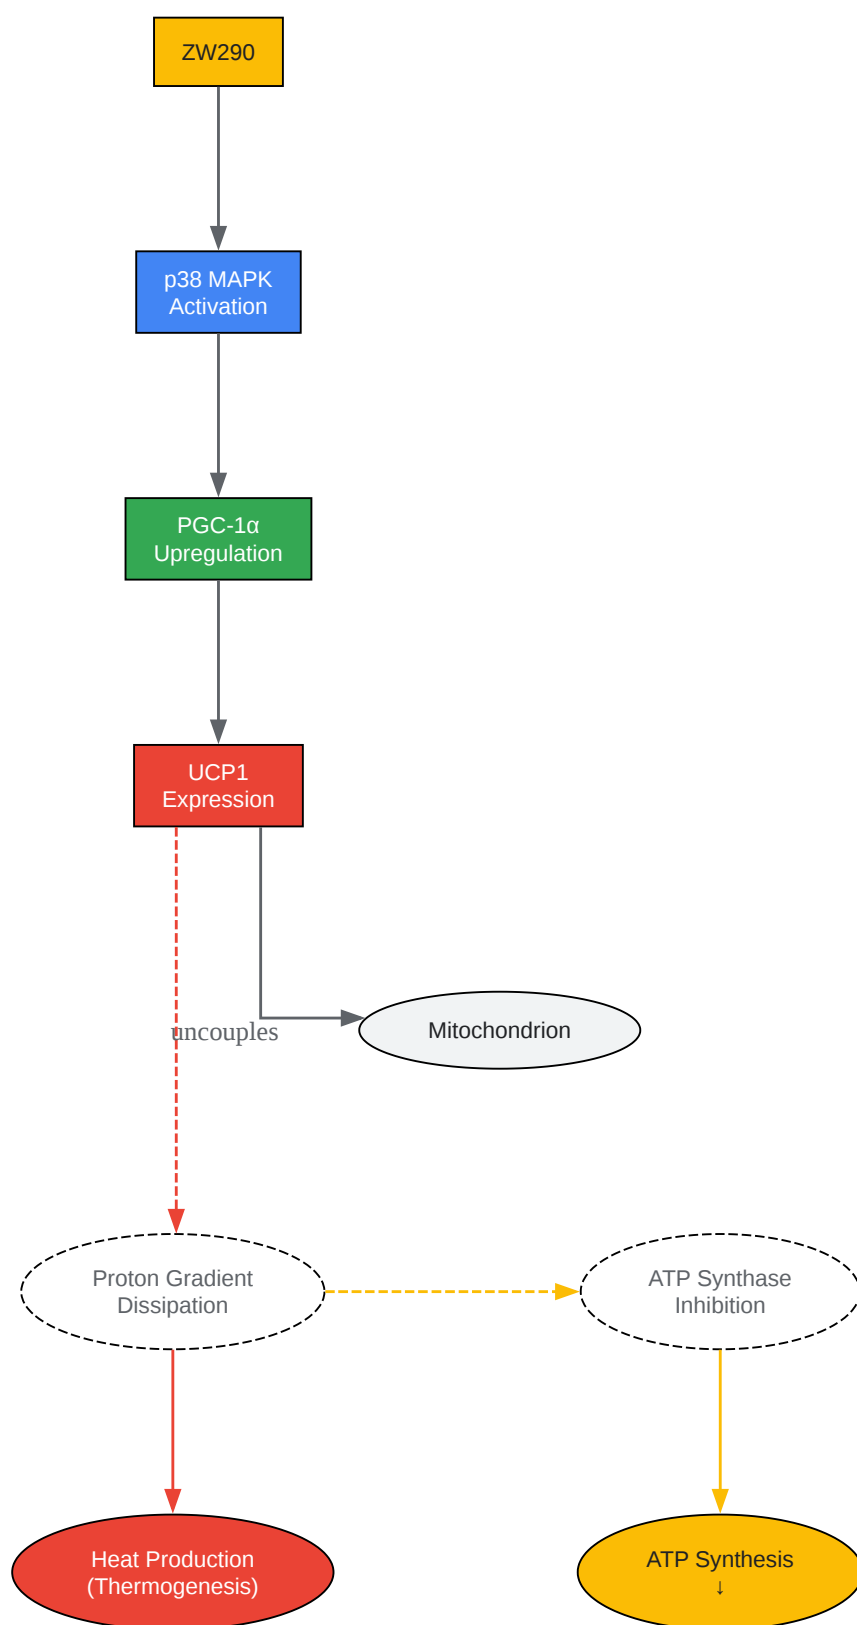 ZW290
p38 MAPK
Activation
PGC-1α
Upregulation
UCP1
Expression
uncouples
Mitochondrion
Proton Gradient
Dissipation
ATP Synthase
Inhibition
Heat Production
(Thermogenesis)
ATP Synthesis
↓